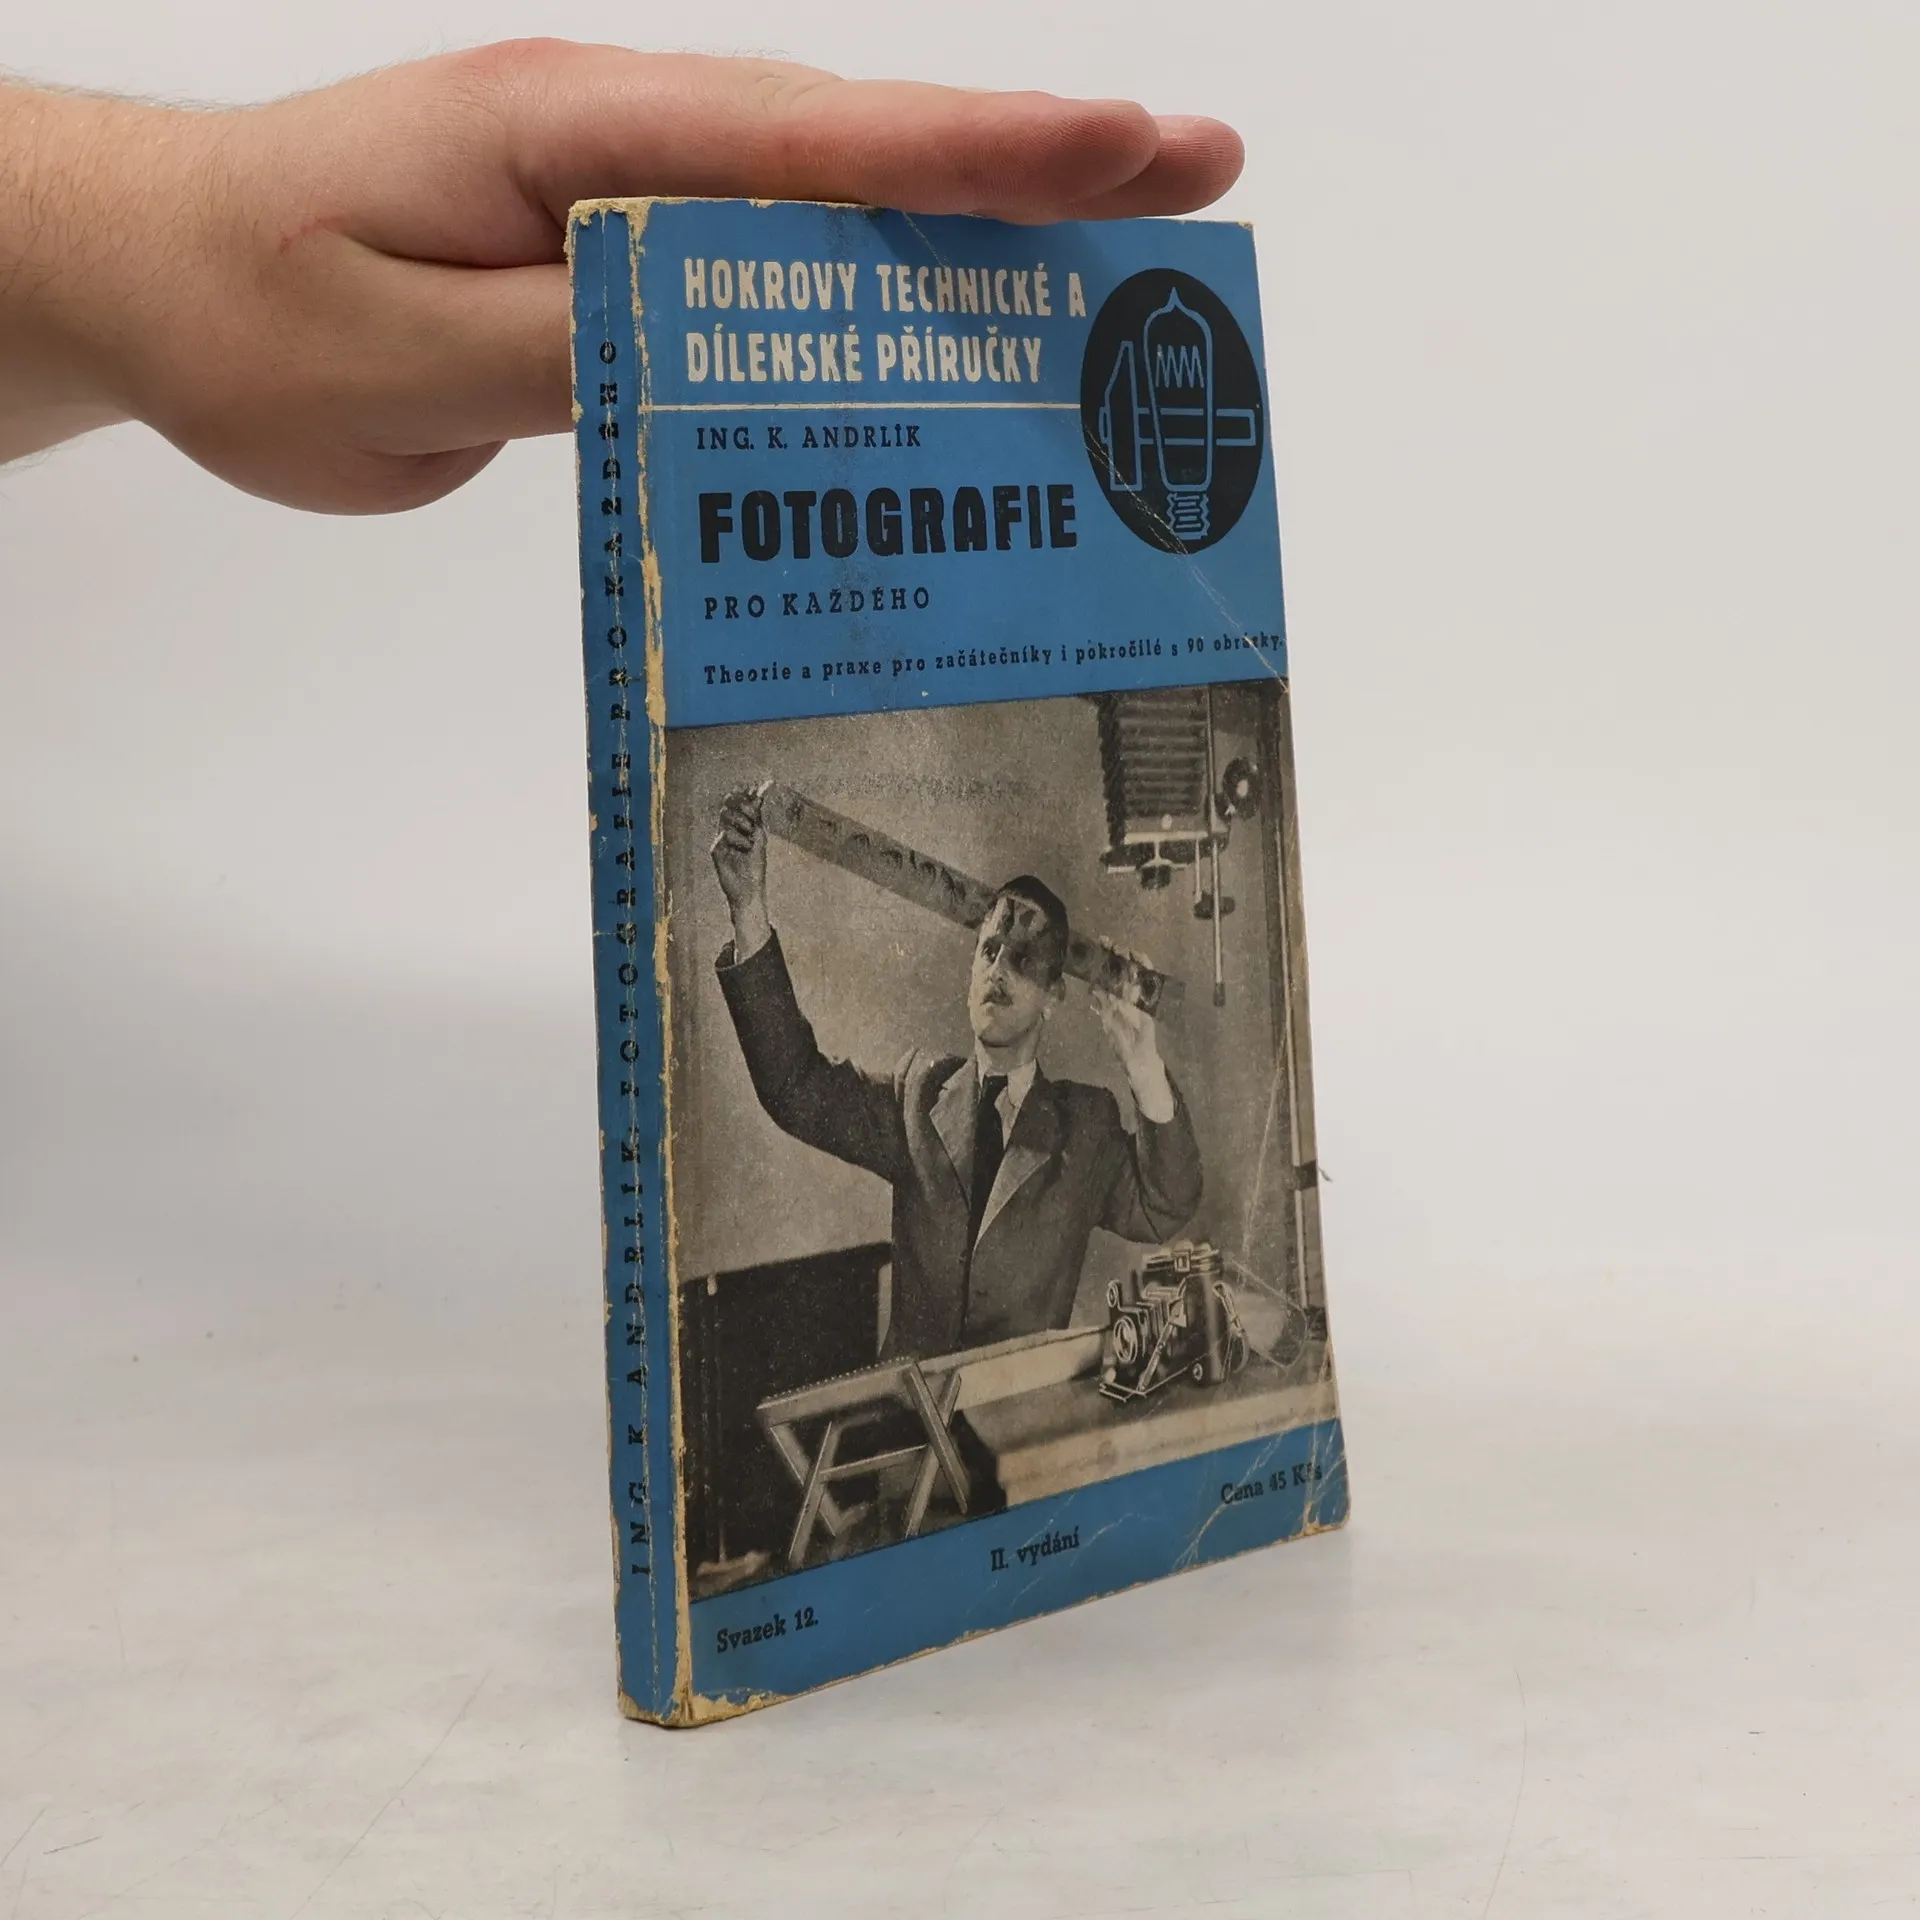 HOKROVY TECHNICKÉ A
DÍLENSKÉ PŘÍRUČKY
ING. K. ANDRLÍK
FOTOGRAFIE
PRO KAŽDÉHO
Theorie a praxe pro začátečníky i pokročilé s 90 obrázky.
Svazek 12.
II. vydání
Cena 45 Kčs
ING. K. ANDRLÍK, FOTOGRAFIE PRO KAŽDÉHO